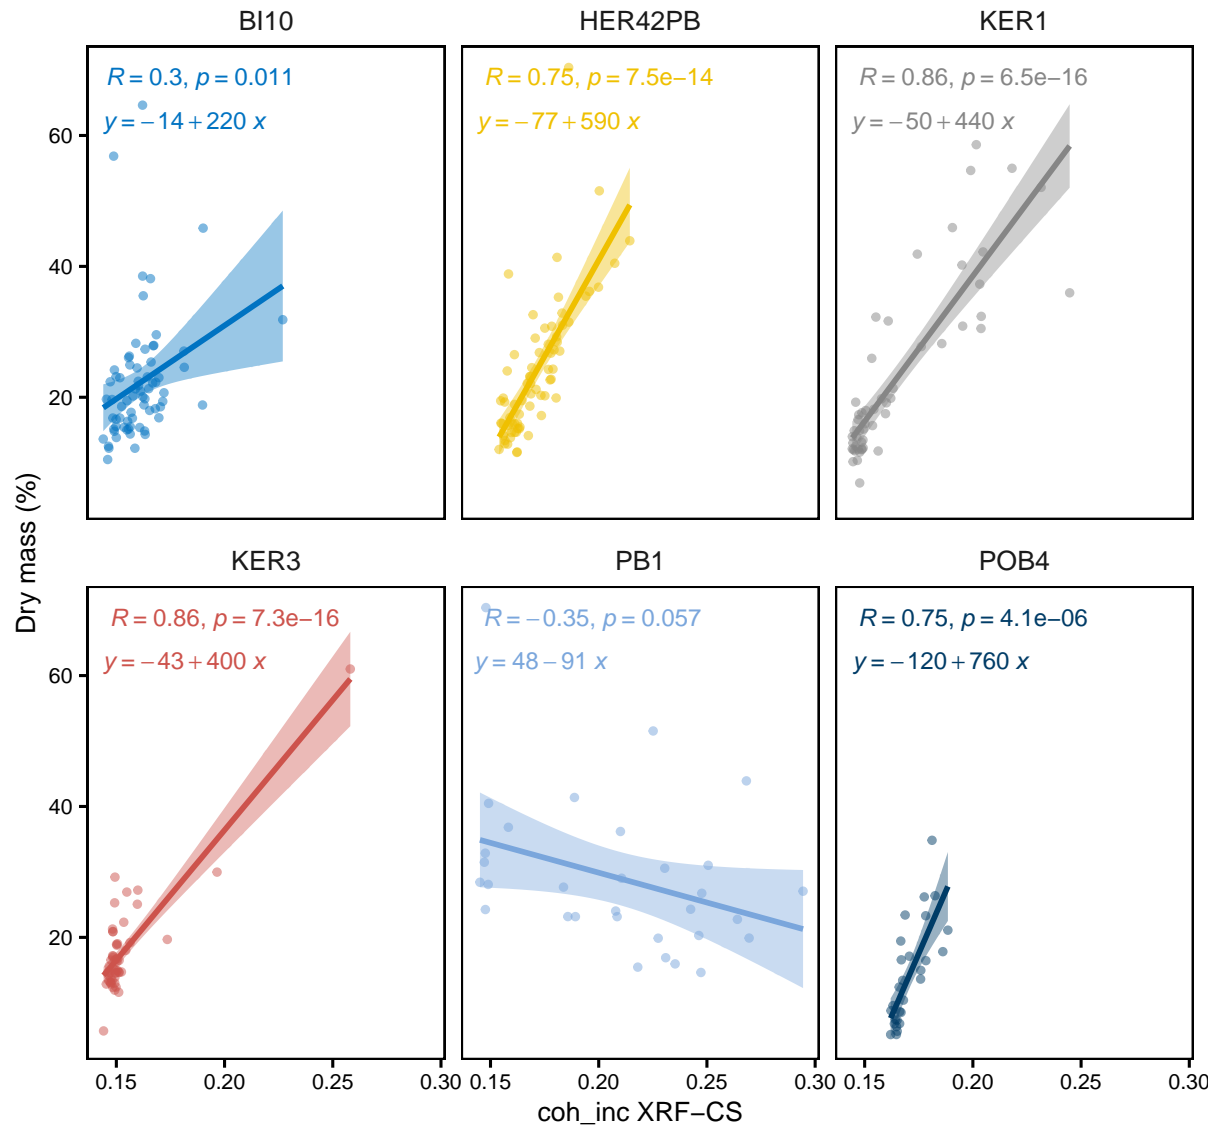 BI10
HER42PB
KER1
R = 0.3, p = 0.011
y = −14 + 220 x
R = 0.75, p = 7.5e−14
y = −77 + 590 x
R = 0.86, p = 6.5e−16
y = −50 + 440 x
60
40
20
Dry mass (%)
KER3
PB1
POB4
R = 0.86, p = 7.3e−16
y = −43 + 400 x
R = −0.35, p = 0.057
y = 48 − 91 x
R = 0.75, p = 4.1e−06
y = −120 + 760 x
60
40
20
0.15 0.20 0.25 0.30
0.15 0.20 0.25 0.30
0.15 0.20 0.25 0.30
coh_inc XRF−CS